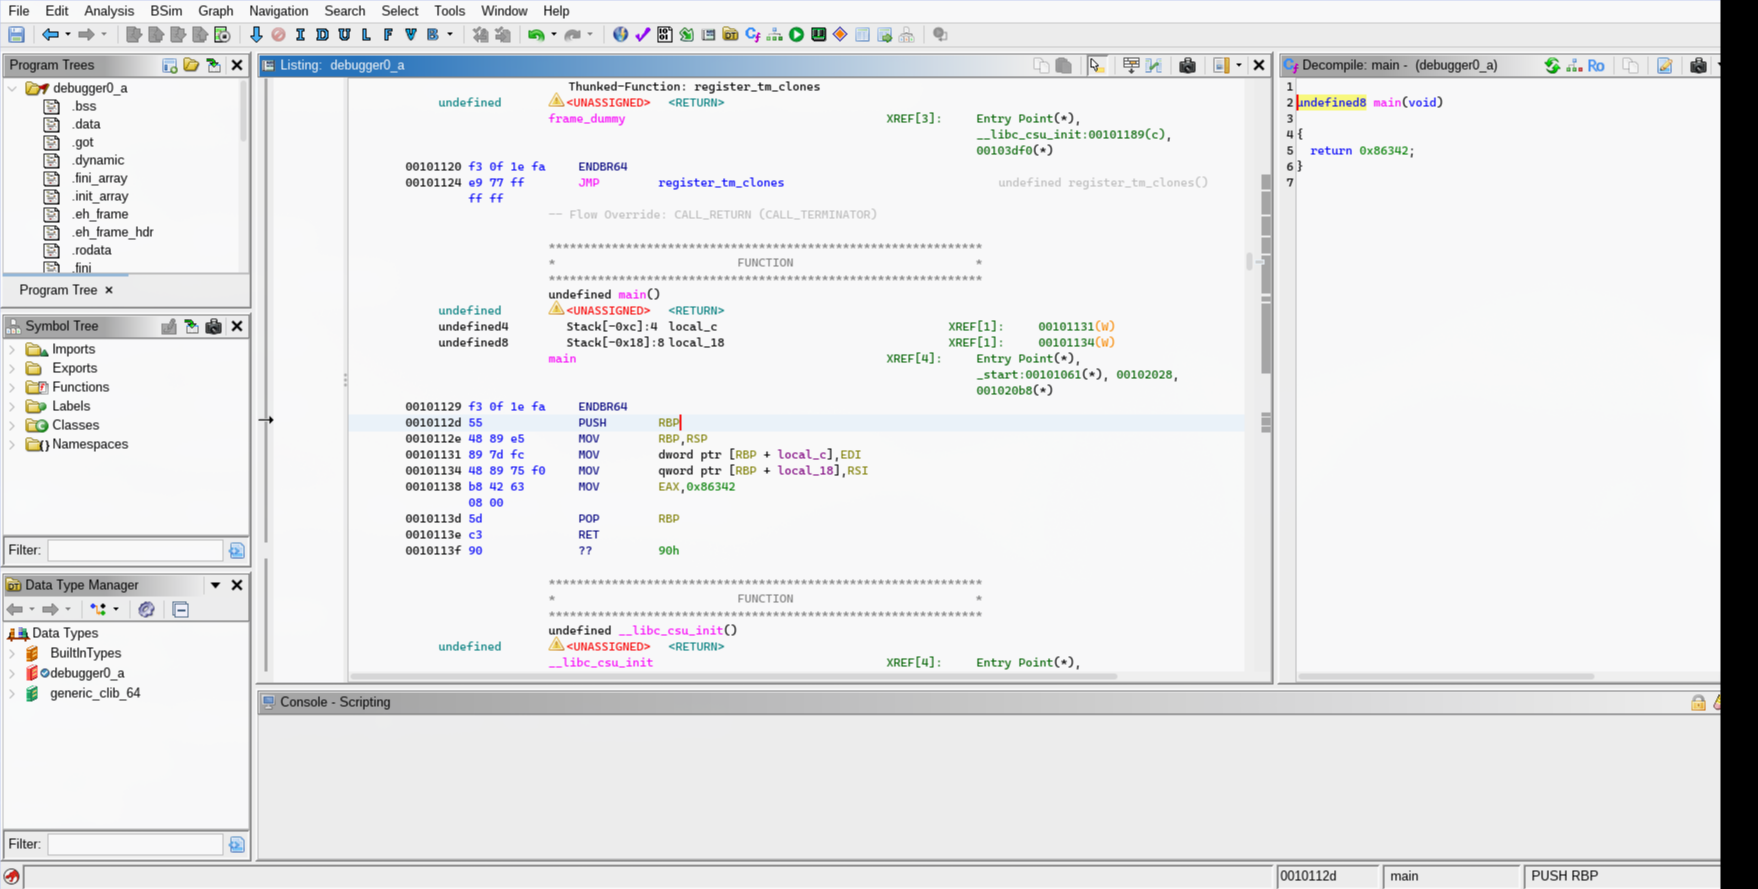 File Edit Analysis BSim Graph Navigation Search Select Tools Window Help
I D U L F V B
Program Trees
debugger0_a
.bss
.data
.got
.dynamic
.fini_array
.init_array
.eh_frame
.eh_frame_hdr
.rodata
.fini
Program Tree ×
Symbol Tree
Imports
Exports
Functions
Labels
Classes
Namespaces
Filter:
Data Type Manager
Data Types
BuiltInTypes
debugger0_a
generic_clib_64
Filter:
Listing: debugger0_a
Thunked-Function: register_tm_clones
undefined <UNASSIGNED> <RETURN>
frame_dummy XREF[3]: Entry Point(*),
__libc_csu_init:00101189(c),
00103df0(*)
00101120 f3 0f 1e fa ENDBR64
00101124 e9 77 ff JMP register_tm_clones undefined register_tm_clones()
ff ff
-- Flow Override: CALL_RETURN (CALL_TERMINATOR)
**************************************************************
* FUNCTION *
**************************************************************
undefined main()
undefined <UNASSIGNED> <RETURN>
undefined4 Stack[-0xc]:4 local_c XREF[1]: 00101131(W)
undefined8 Stack[-0x18]:8 local_18 XREF[1]: 00101134(W)
main XREF[4]: Entry Point(*),
_start:00101061(*), 00102028,
001020b8(*)
00101129 f3 0f 1e fa ENDBR64
0010112d 55 PUSH RBP
0010112e 48 89 e5 MOV RBP,RSP
00101131 89 7d fc MOV dword ptr [RBP + local_c],EDI
00101134 48 89 75 f0 MOV qword ptr [RBP + local_18],RSI
00101138 b8 42 63 MOV EAX,0x86342
08 00
0010113d 5d POP RBP
0010113e c3 RET
0010113f 90 ?? 90h
**************************************************************
* FUNCTION *
**************************************************************
undefined __libc_csu_init()
undefined <UNASSIGNED> <RETURN>
__libc_csu_init XREF[4]: Entry Point(*),
Decompile: main - (debugger0_a)
Ro
1
2 undefined8 main(void)
3
4 {
5 return 0x86342;
6 }
7
Console - Scripting
0010112d main PUSH RBP